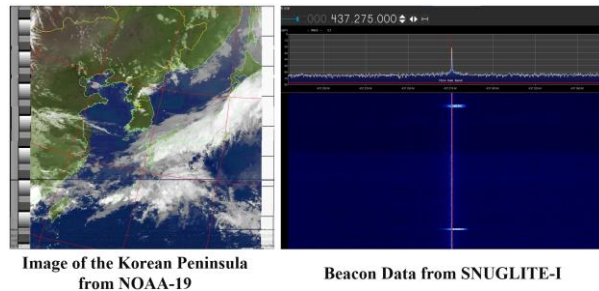 000.437.275.000
Image of the Korean Peninsula
from NOAA-19
Beacon Data from SNUGLITE-I